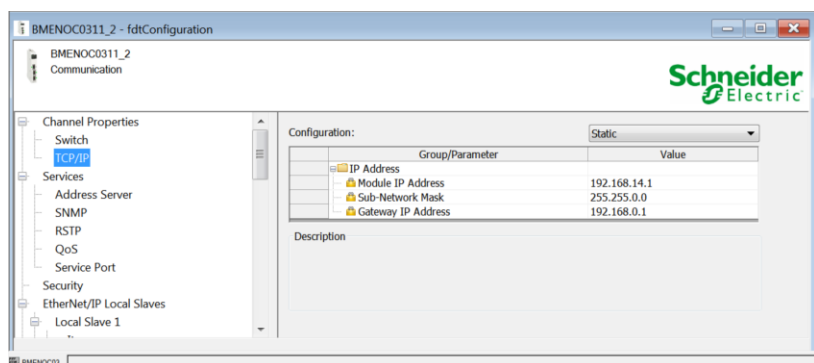 BMENOC0311_2 - fdtConfiguration
BMENOC0311_2
Communication
Schneider
Electric
Channel Properties
Switch
TCP/IP
Services
Address Server
SNMP
RSTP
QoS
Service Port
Security
EtherNet/IP Local Slaves
Local Slave 1
Configuration: Static
Group/Parameter Value
IP Address
Module IP Address 192.168.14.1
Sub-Network Mask 255.255.0.0
Gateway IP Address 192.168.0.1
Description
BMENOC03